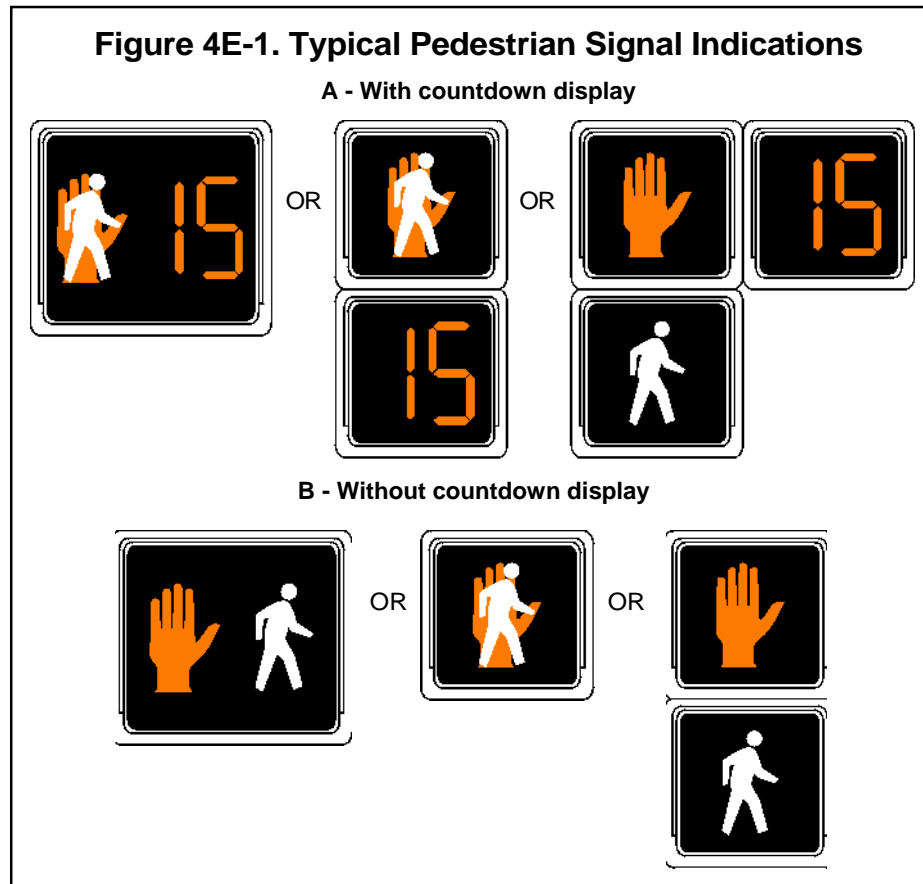 Figure 4E-1. Typical Pedestrian Signal Indications
A - With countdown display
15 OR OR 15
15
B - Without countdown display
OR OR